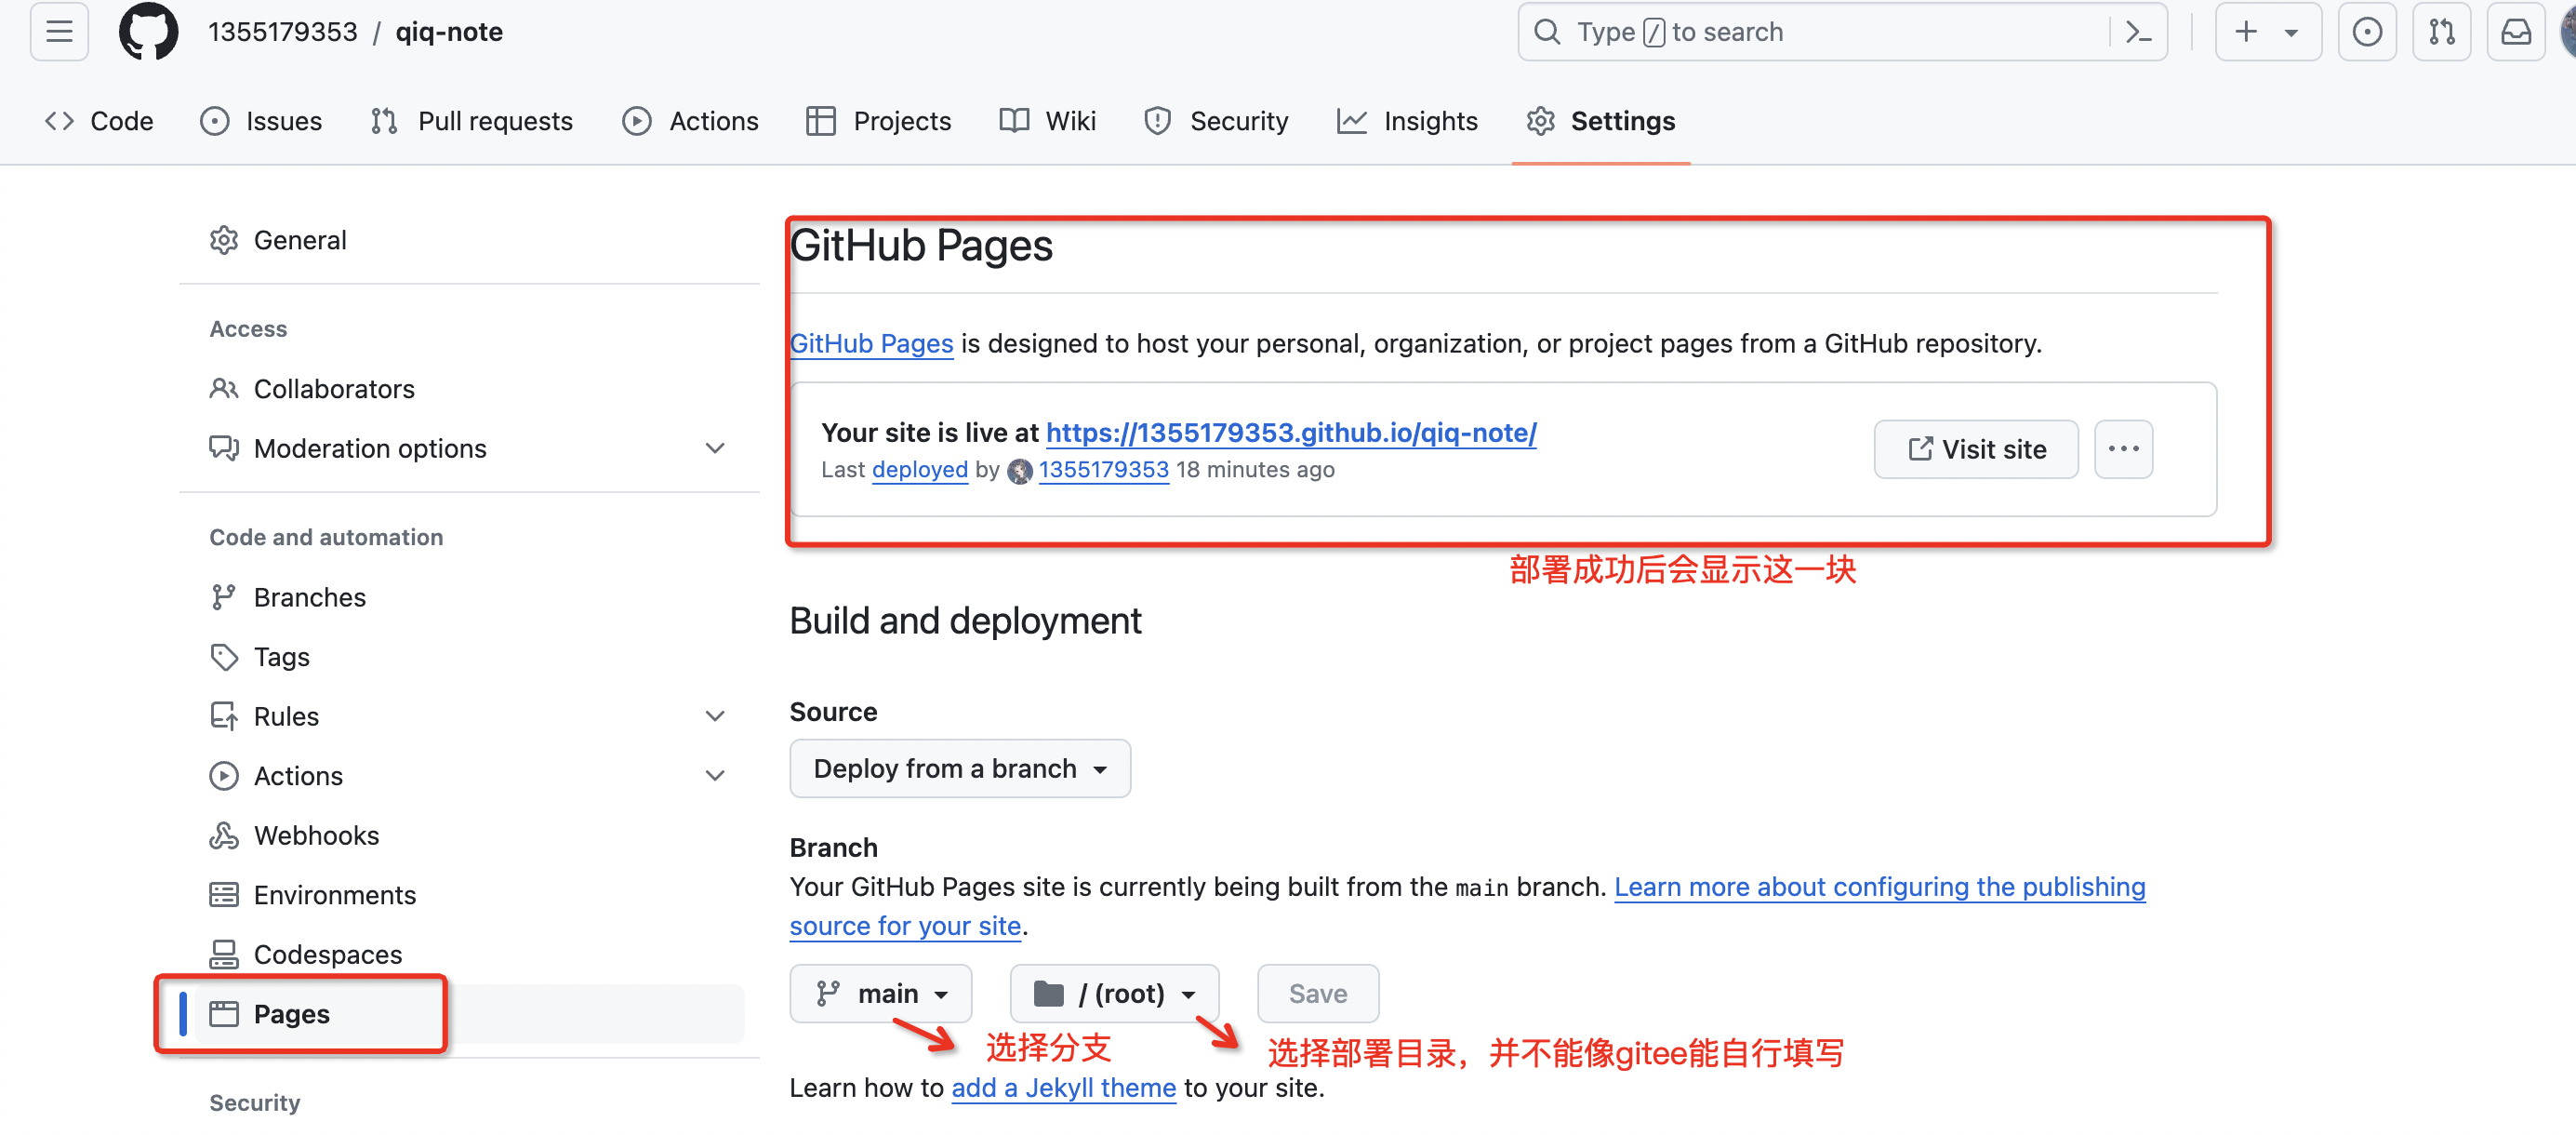 1355179353 / qiq-note
Type / to search
Code Issues Pull requests Actions Projects Wiki Security Insights Settings
General
Access
Collaborators
Moderation options
Code and automation
Branches
Tags
Rules
Actions
Webhooks
Environments
Codespaces
Pages
Security
GitHub Pages
GitHub Pages is designed to host your personal, organization, or project pages from a GitHub repository.
Your site is live at https://1355179353.github.io/qiq-note/
Last deployed by 1355179353 18 minutes ago
Visit site
部署成功后会显示这一块
Build and deployment
Source
Deploy from a branch
Branch
Your GitHub Pages site is currently being built from the main branch. Learn more about configuring the publishing
source for your site.
main / (root) Save
选择分支
选择部署目录，并不能像gitee能自行填写
Learn how to add a Jekyll theme to your site.